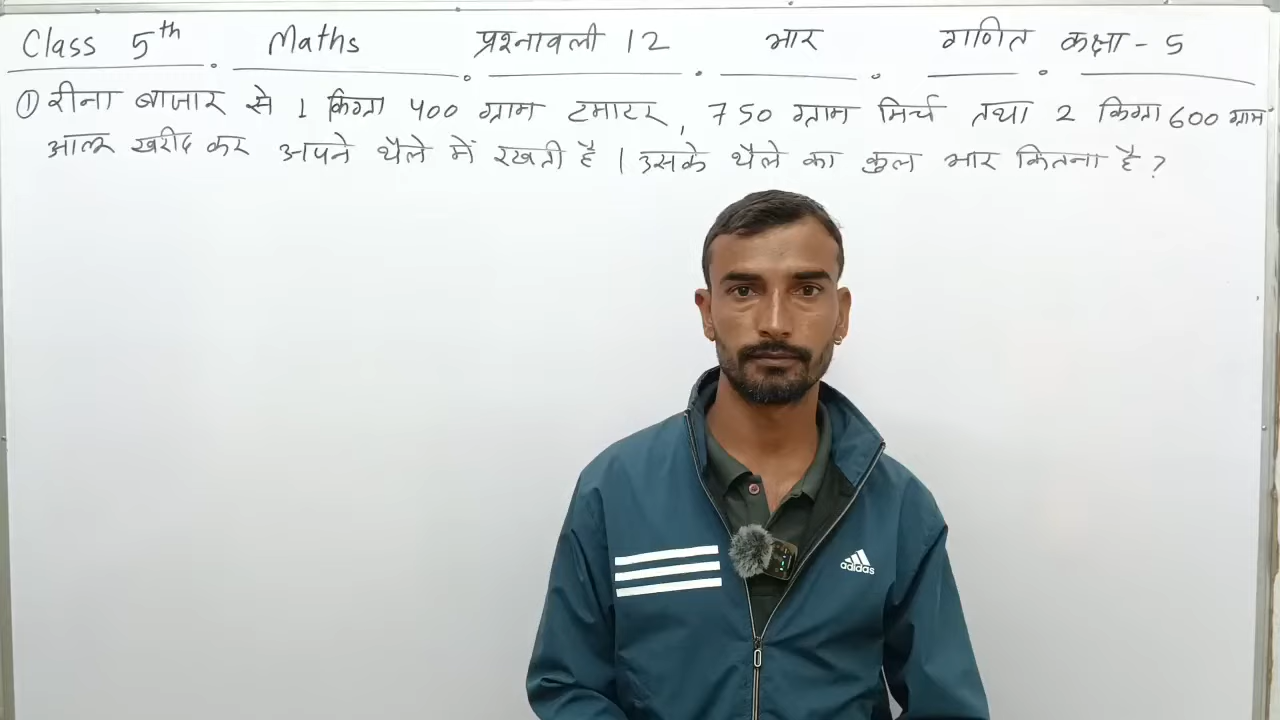 Class 5th Maths प्रश्नावली 12 भार गणित कक्षा - 5
① रीना बाजार से 1 किग्रा 400 ग्राम टमाटर, 750 ग्राम मिर्च तथा 2 किग्रा 600 ग्राम
आलू खरीद कर अपने थैले में रखती है । उसके थैले का कुल भार कितना है ?
adidas